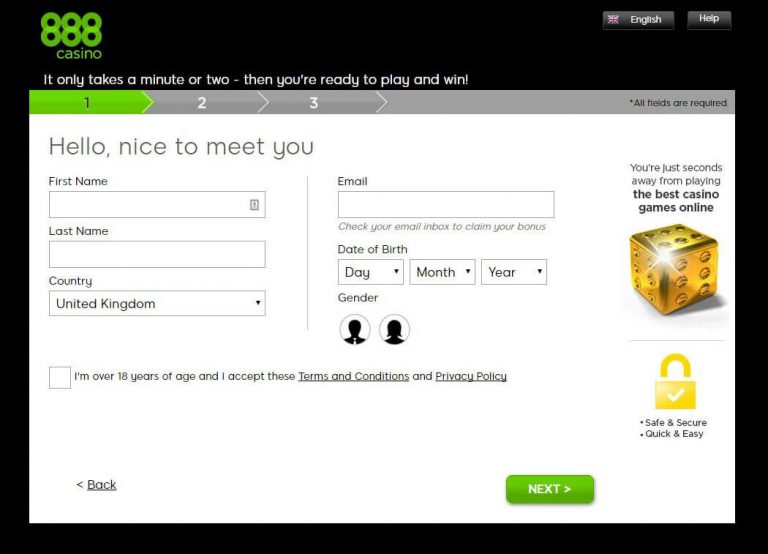 888
casino
English
Help
It only takes a minute or two - then you're ready to play and win!
1
2
3
*All fields are required.
Hello, nice to meet you
First Name
Last Name
Country
United Kingdom
Email
Check your email inbox to claim your bonus
Date of Birth
Day
Month
Year
Gender
I'm over 18 years of age and I accept these Terms and Conditions and Privacy Policy
< Back
NEXT >
You're just seconds
away from playing
the best casino
games online
• Safe & Secure
• Quick & Easy